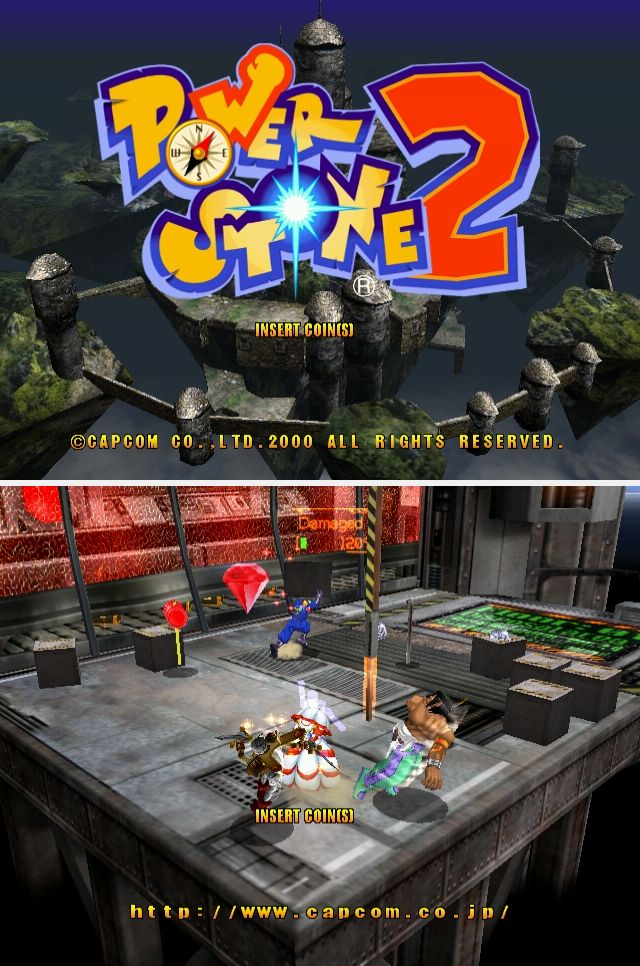 POWER
STONE 2
N
W E
S
®
INSERT COIN(S)
©CAPCOM CO.,LTD.2000 ALL RIGHTS RESERVED.
Damaged
120
INSERT COIN(S)
http://www.capcom.co.jp/